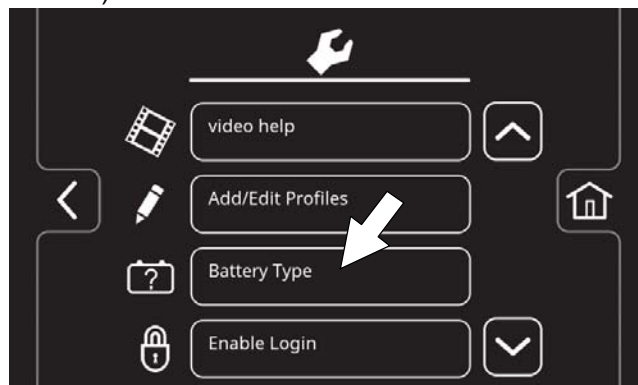 video help
Add/Edit Profiles
?
Battery Type
Enable Login